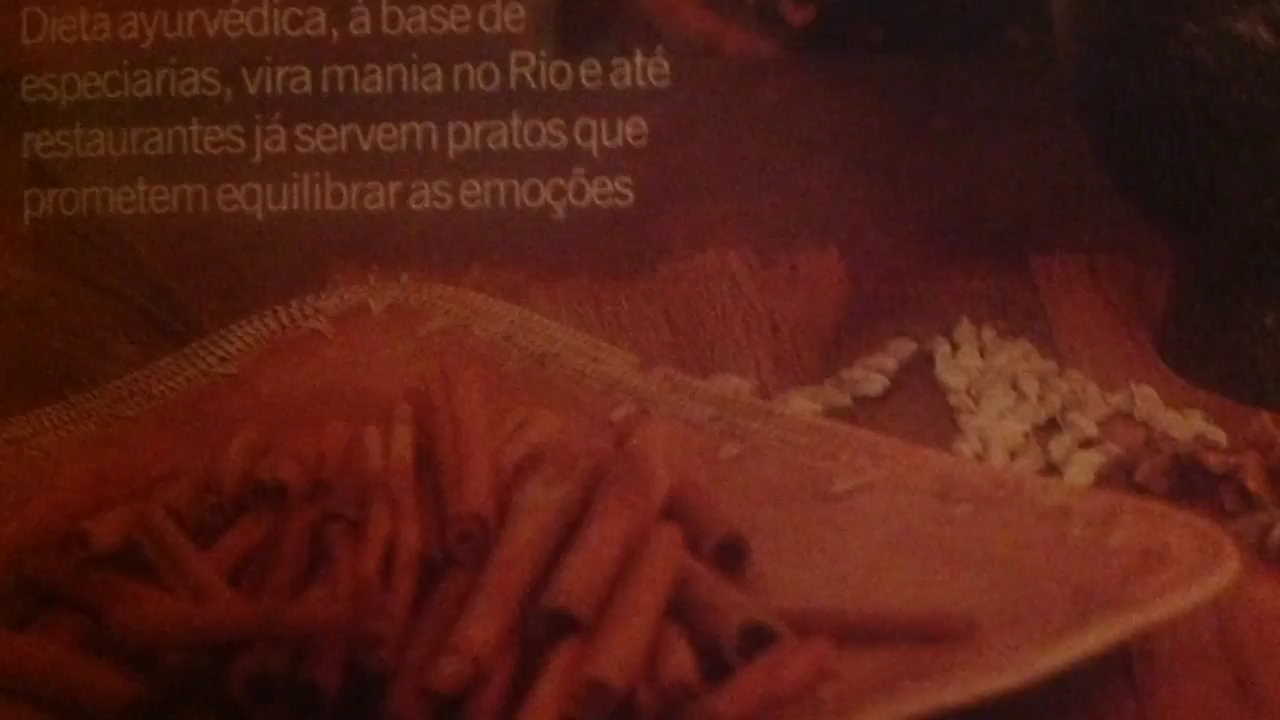 Dieta ayurvédica, à base de
especiarias, vira mania no Rio e até
restaurantes já servem pratos que
prometem equilibrar as emoções